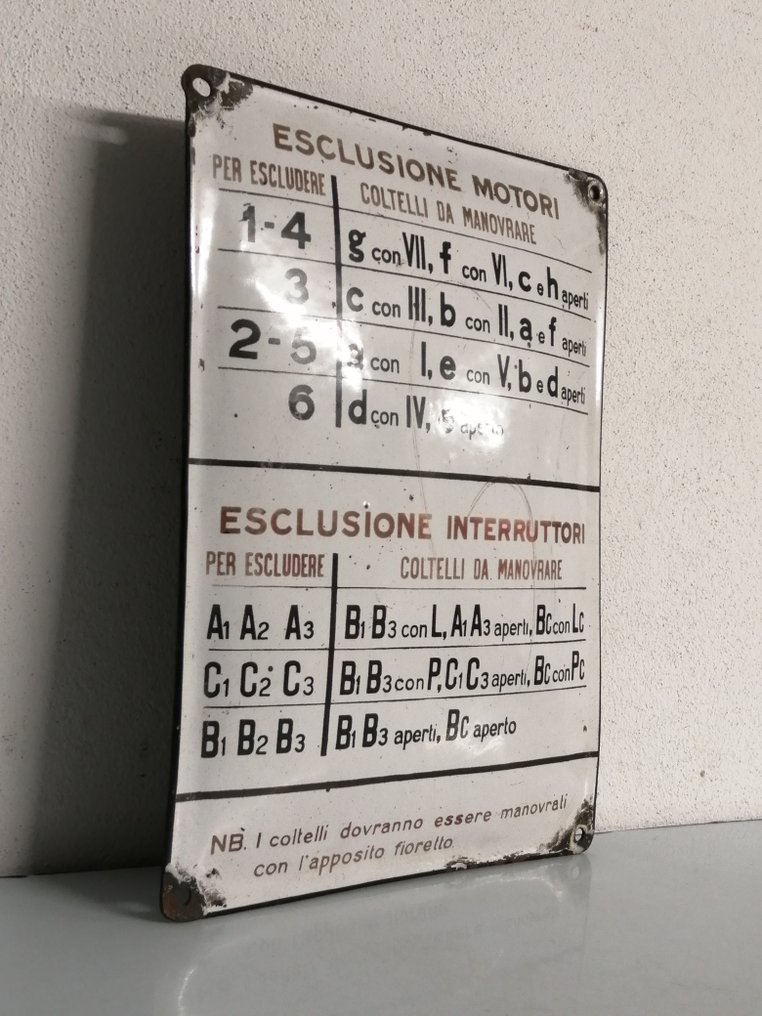 ESCLUSIONE MOTORI
PER ESCLUDERE COLTELLI DA MANOVRARE
1-4 g con VII, f con VI, c e h aperti
3 c con III, b con II, a e f aperti
2-5 a con I, e con V, b e d aperti
6 d con IV, g aperto
ESCLUSIONE INTERRUTTORI
PER ESCLUDERE COLTELLI DA MANOVRARE
A1 A2 A3 B1 B3 con L, A1 A3 aperti, BC con LC
C1 C2 C3 B1 B3 con P, C1 C3 aperti, BC con PC
B1 B2 B3 B1 B3 aperti, BC aperto
NB. I coltelli dovranno essere manovrati
con l'apposito fioretto.